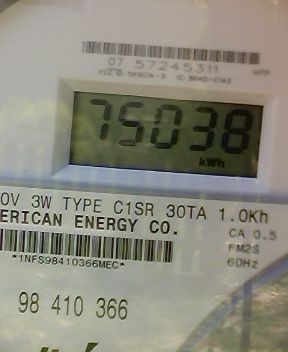 07 57245311
75038
kWh
0V 3W TYPE C1SR 30TA 1.0Kh
ERICAN ENERGY CO.
CA 0.5
FM2S
60Hz
*1NFS98410366MEC*
98 410 366